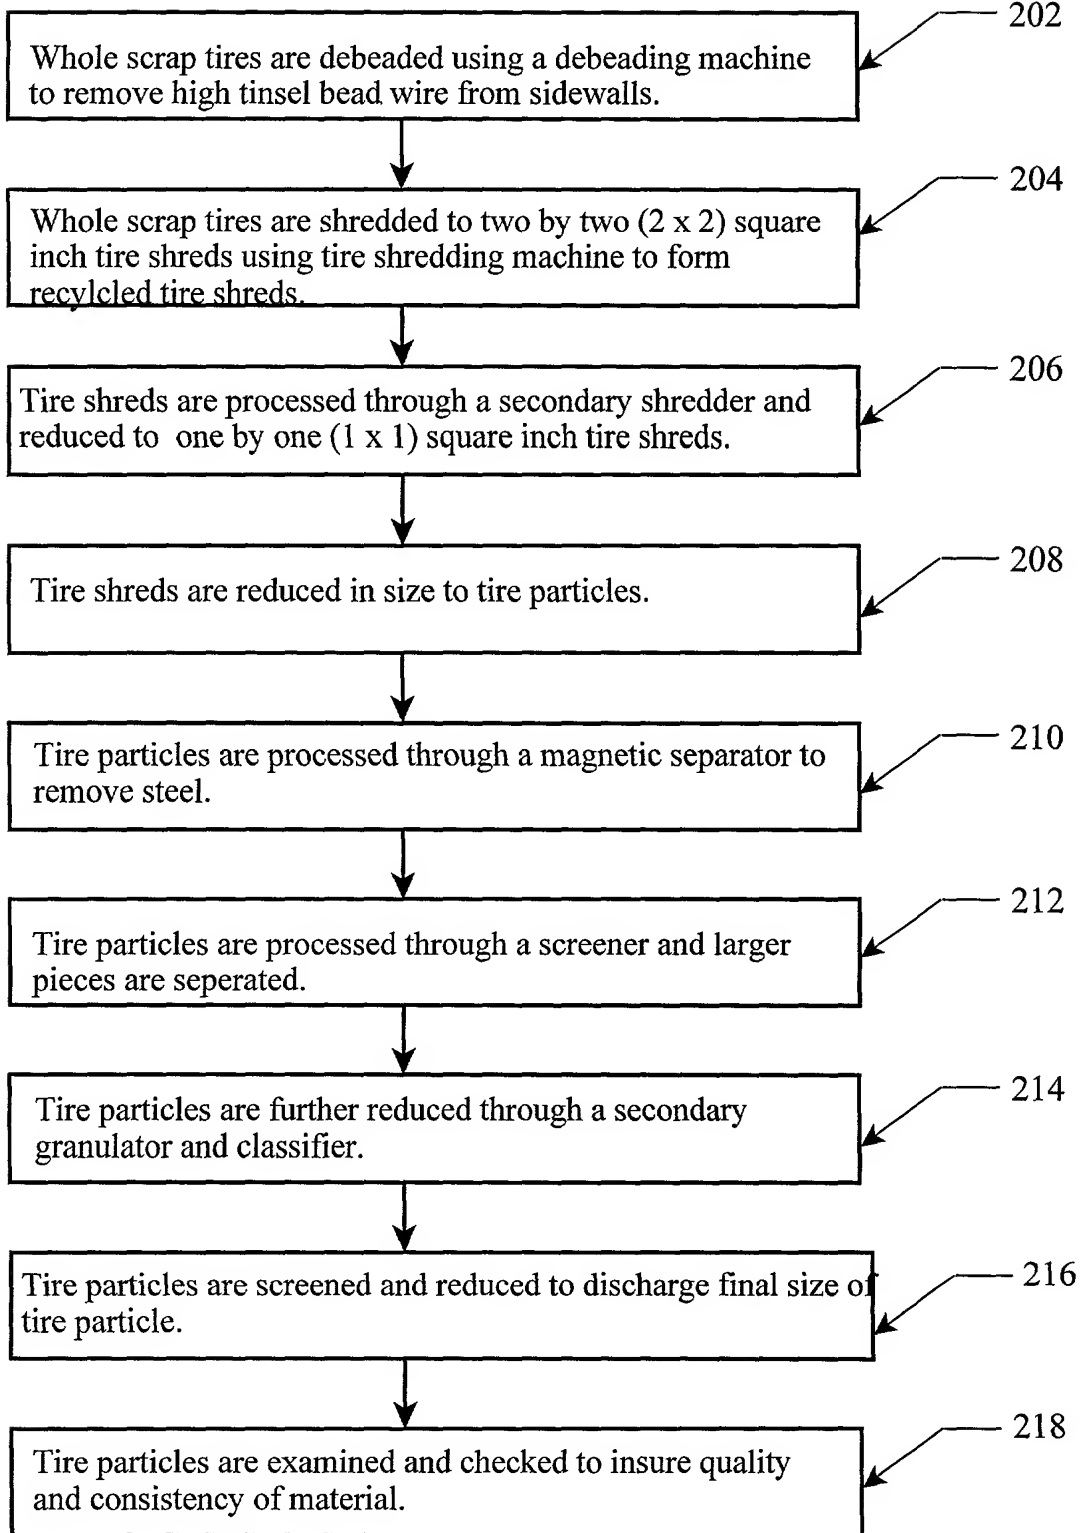 202
Whole scrap tires are debeaded using a debeading machine
to remove high tinsel bead wire from sidewalls.
204
Whole scrap tires are shredded to two by two (2 x 2) square
inch tire shreds using tire shredding machine to form
recylcled tire shreds.
206
Tire shreds are processed through a secondary shredder and
reduced to one by one (1 x 1) square inch tire shreds.
208
Tire shreds are reduced in size to tire particles.
210
Tire particles are processed through a magnetic separator to
remove steel.
212
Tire particles are processed through a screener and larger
pieces are seperated.
214
Tire particles are further reduced through a secondary
granulator and classifier.
216
Tire particles are screened and reduced to discharge final size of
tire particle.
218
Tire particles are examined and checked to insure quality
and consistency of material.